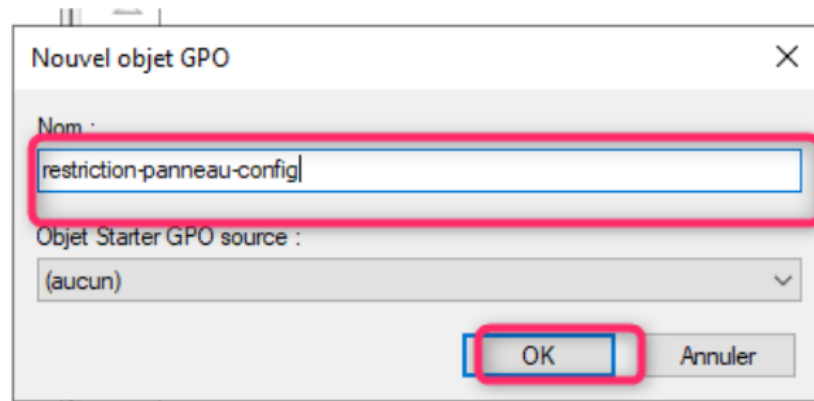 Nouvel objet GPO
Nom :
restriction-panneau-config
Objet Starter GPO source :
(aucun)
OK
Annuler